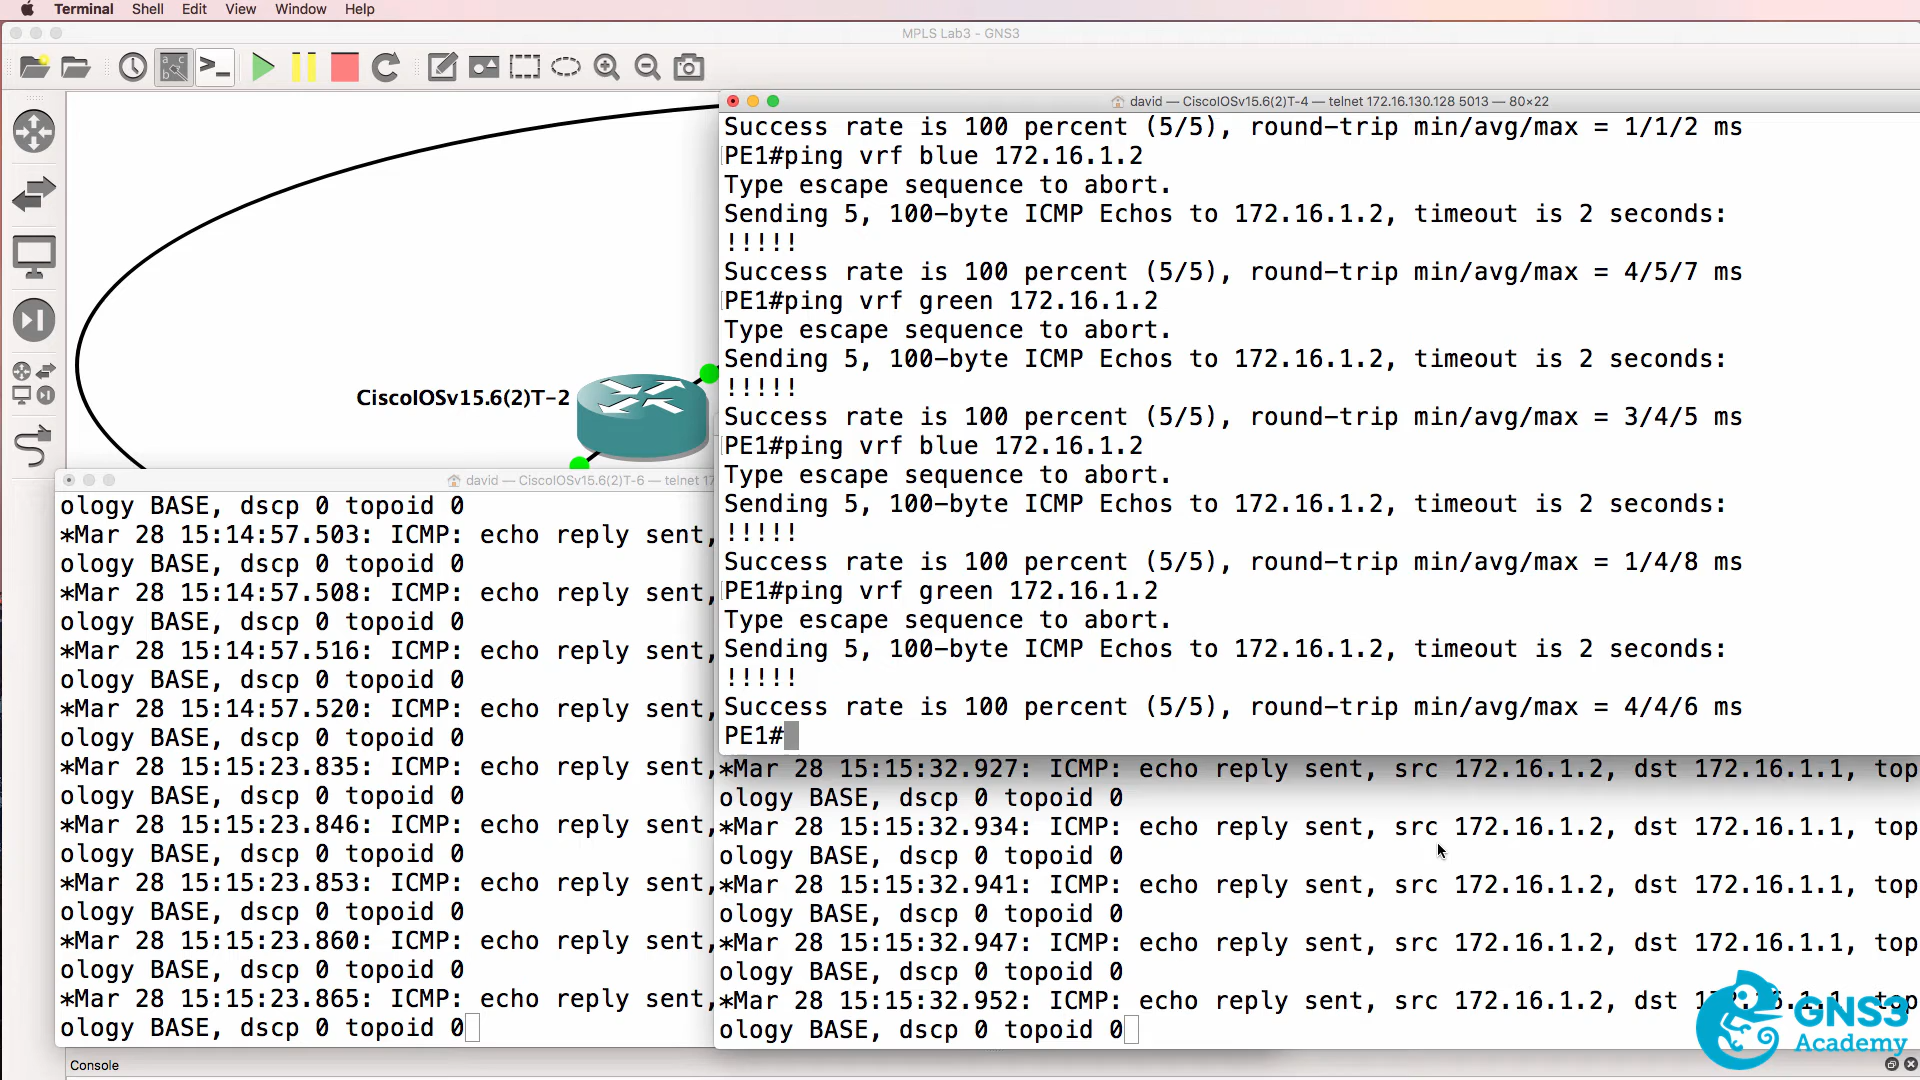 Terminal Shell Edit View Window Help
MPLS Lab3 - GNS3
david — CiscoIOSv15.6(2)T-4 — telnet 172.16.130.128 5013 — 80×22
Success rate is 100 percent (5/5), round-trip min/avg/max = 1/1/2 ms
PE1#ping vrf blue 172.16.1.2
Type escape sequence to abort.
Sending 5, 100-byte ICMP Echos to 172.16.1.2, timeout is 2 seconds:
!!!!!
Success rate is 100 percent (5/5), round-trip min/avg/max = 4/5/7 ms
PE1#ping vrf green 172.16.1.2
Type escape sequence to abort.
Sending 5, 100-byte ICMP Echos to 172.16.1.2, timeout is 2 seconds:
!!!!!
Success rate is 100 percent (5/5), round-trip min/avg/max = 3/4/5 ms
PE1#ping vrf blue 172.16.1.2
Type escape sequence to abort.
Sending 5, 100-byte ICMP Echos to 172.16.1.2, timeout is 2 seconds:
!!!!!
Success rate is 100 percent (5/5), round-trip min/avg/max = 1/4/8 ms
PE1#ping vrf green 172.16.1.2
Type escape sequence to abort.
Sending 5, 100-byte ICMP Echos to 172.16.1.2, timeout is 2 seconds:
!!!!!
Success rate is 100 percent (5/5), round-trip min/avg/max = 4/4/6 ms
PE1#
CiscoIOSv15.6(2)T-2
david — CiscoIOSv15.6(2)T-6 — telnet 17
ology BASE, dscp 0 topoid 0
*Mar 28 15:14:57.503: ICMP: echo reply sent,
ology BASE, dscp 0 topoid 0
*Mar 28 15:14:57.508: ICMP: echo reply sent,
ology BASE, dscp 0 topoid 0
*Mar 28 15:14:57.516: ICMP: echo reply sent,
ology BASE, dscp 0 topoid 0
*Mar 28 15:14:57.520: ICMP: echo reply sent,
ology BASE, dscp 0 topoid 0
*Mar 28 15:15:23.835: ICMP: echo reply sent,
ology BASE, dscp 0 topoid 0
*Mar 28 15:15:23.846: ICMP: echo reply sent,
ology BASE, dscp 0 topoid 0
*Mar 28 15:15:23.853: ICMP: echo reply sent,
ology BASE, dscp 0 topoid 0
*Mar 28 15:15:23.860: ICMP: echo reply sent,
ology BASE, dscp 0 topoid 0
*Mar 28 15:15:23.865: ICMP: echo reply sent,
ology BASE, dscp 0 topoid 0
*Mar 28 15:15:32.927: ICMP: echo reply sent, src 172.16.1.2, dst 172.16.1.1, top
ology BASE, dscp 0 topoid 0
*Mar 28 15:15:32.934: ICMP: echo reply sent, src 172.16.1.2, dst 172.16.1.1, top
ology BASE, dscp 0 topoid 0
*Mar 28 15:15:32.941: ICMP: echo reply sent, src 172.16.1.2, dst 172.16.1.1, top
ology BASE, dscp 0 topoid 0
*Mar 28 15:15:32.947: ICMP: echo reply sent, src 172.16.1.2, dst 172.16.1.1, top
ology BASE, dscp 0 topoid 0
*Mar 28 15:15:32.952: ICMP: echo reply sent, src 172.16.1.2, dst
ology BASE, dscp 0 topoid 0
GNS3
Academy
Console